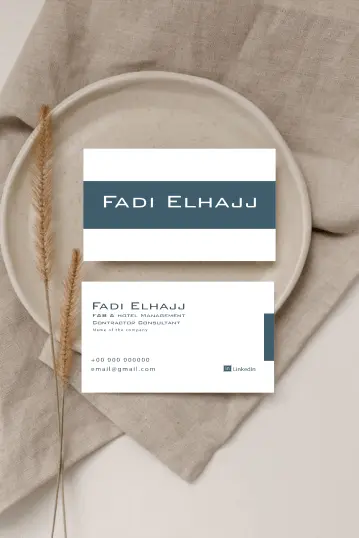 Fadi Elhajj
Fadi Elhajj
F&B & hotel Management
Contractor Consultant
Name of the company
+00 000 000000
email@gmail.com
in Linkedin